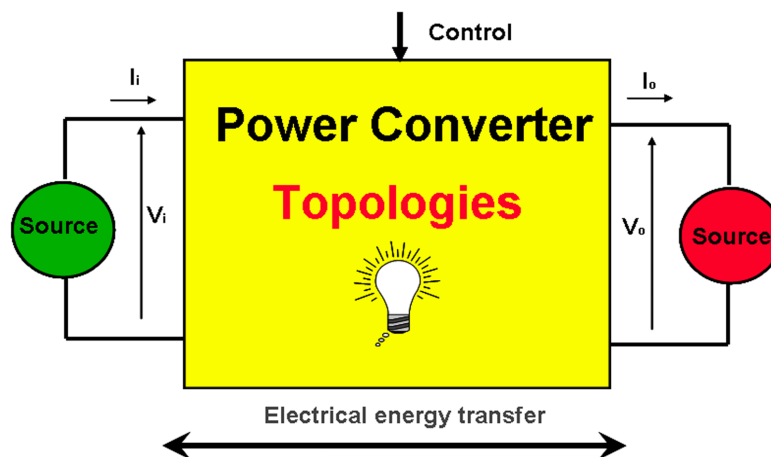 Control
Iᵢ
Iₒ
Power Converter
Topologies
Source
Vᵢ
Vₒ
Source
Electrical energy transfer